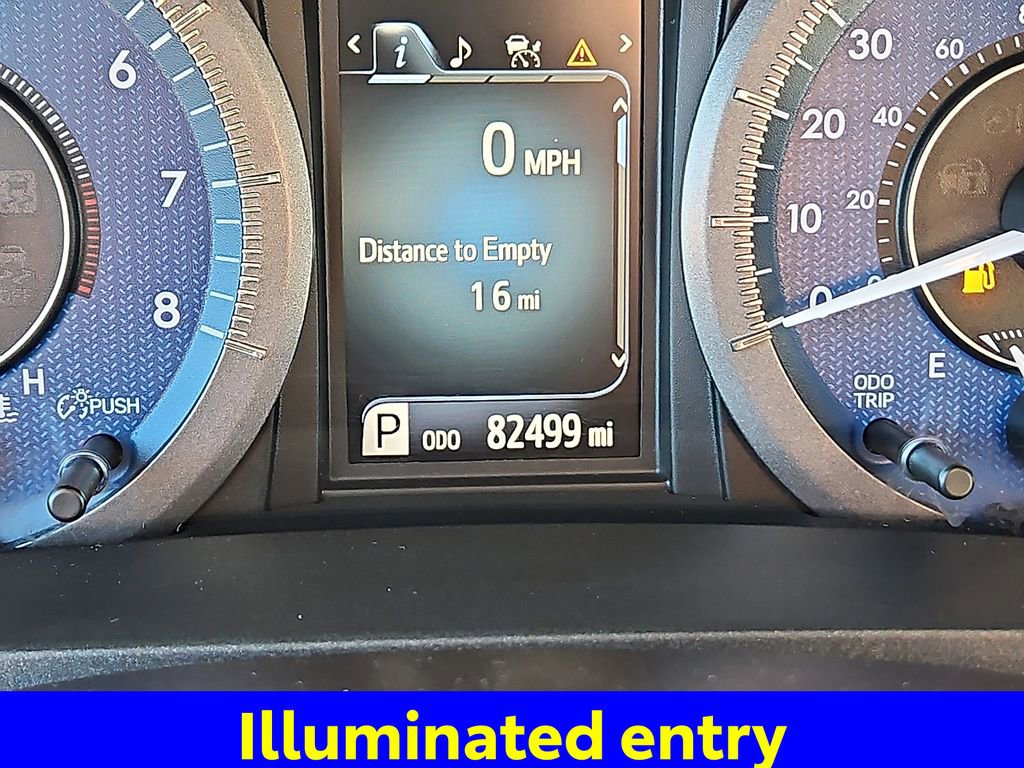 6
7
8
H
PUSH
i
0 MPH
Distance to Empty
16 mi
P ODO 82499 mi
30
20
10
0
60
40
20
E
ODO
TRIP
Illuminated entry